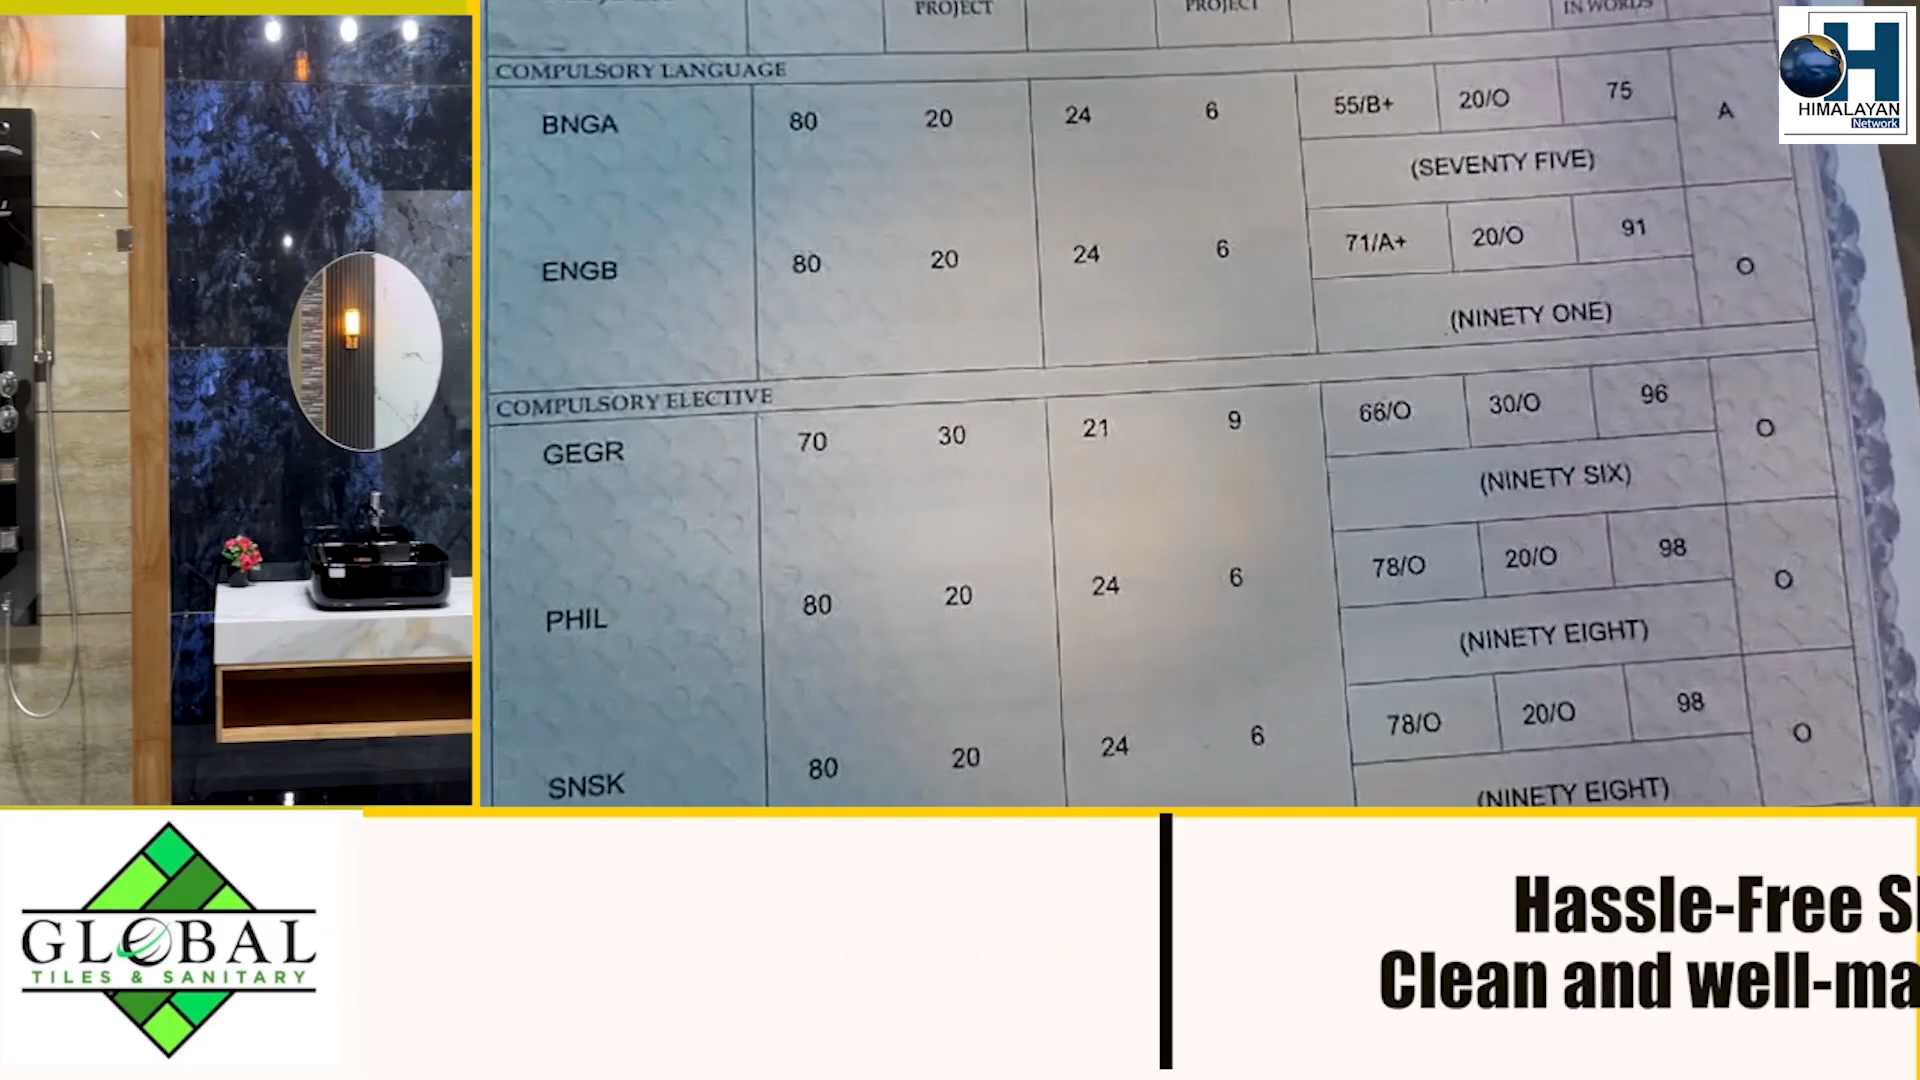 PROJECT
PROJECT
IN WORDS
COMPULSORY LANGUAGE
BNGA 80 20 24 6 55/B+ 20/O 75 A
(SEVENTY FIVE)
ENGB 80 20 24 6 71/A+ 20/O 91 O
(NINETY ONE)
COMPULSORY ELECTIVE
GEGR 70 30 21 9 66/O 30/O 96 O
(NINETY SIX)
PHIL 80 20 24 6 78/O 20/O 98 O
(NINETY EIGHT)
SNSK 80 20 24 6 78/O 20/O 98 O
(NINETY EIGHT)
HIMALAYAN
Network
GLOBAL
TILES & SANITARY
Hassle-Free
Clean and